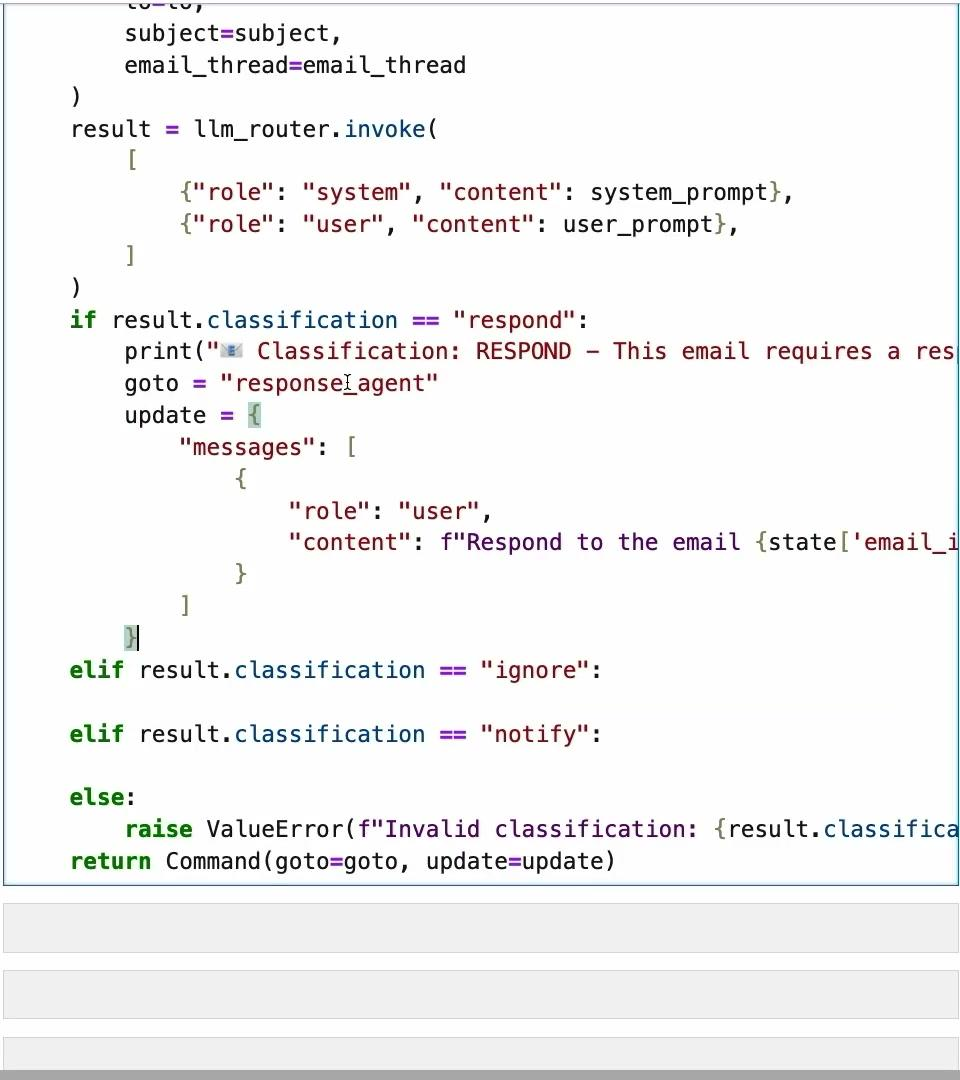 to=to,
subject=subject,
email_thread=email_thread
)
result = llm_router.invoke(
[
{"role": "system", "content": system_prompt},
{"role": "user", "content": user_prompt},
]
)
if result.classification == "respond":
print("📧 Classification: RESPOND - This email requires a res
goto = "response_agent"
update = {
"messages": [
{
"role": "user",
"content": f"Respond to the email {state['email_i
}
]
}
elif result.classification == "ignore":
elif result.classification == "notify":
else:
raise ValueError(f"Invalid classification: {result.classifica
return Command(goto=goto, update=update)